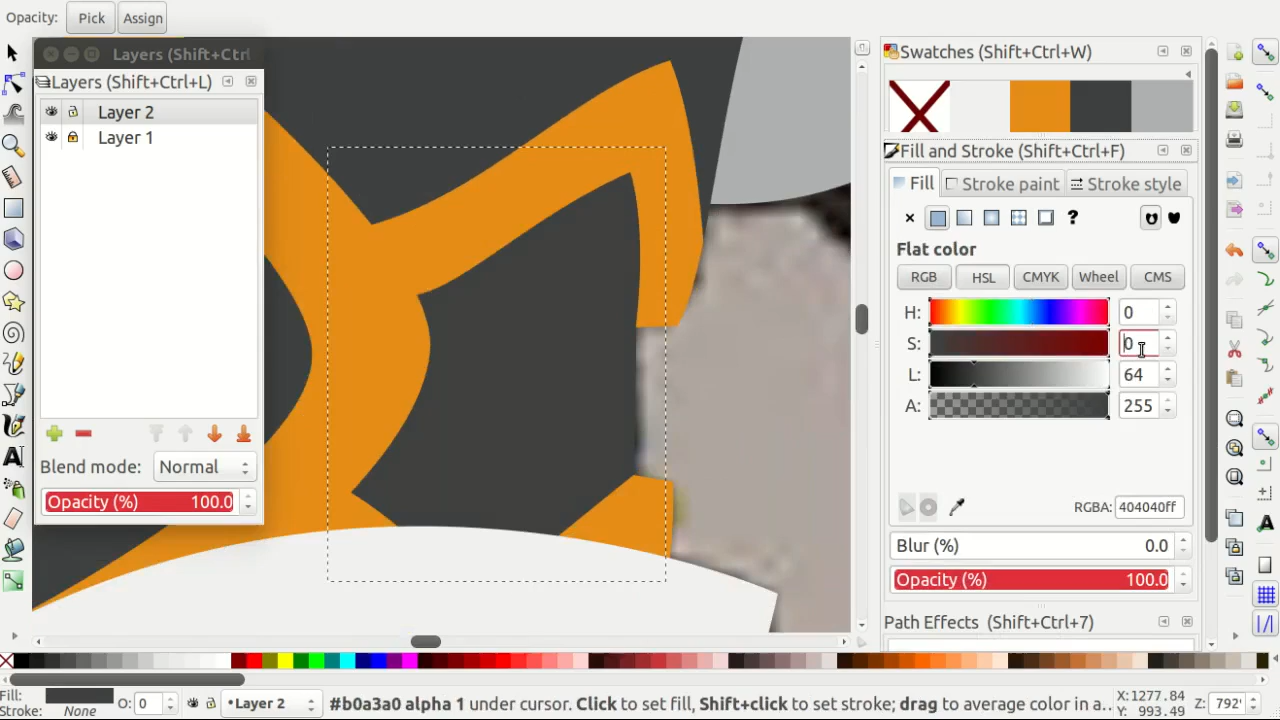 Opacity: Pick Assign
Layers (Shift+Ctrl
Layers (Shift+Ctrl+L)
Layer 2
Layer 1
Blend mode: Normal
Opacity (%) 100.0
Swatches (Shift+Ctrl+W)
Fill and Stroke (Shift+Ctrl+F)
Fill Stroke paint Stroke style
?
Flat color
RGB HSL CMYK Wheel CMS
H: 0
S: 0
L: 64
A: 255
RGBA: 404040ff
Blur (%) 0.0
Opacity (%) 100.0
Path Effects (Shift+Ctrl+7)
Fill:
Stroke: None
O: 0
•Layer 2
#b0a3a0 alpha 1 under cursor. Click to set fill, Shift+click to set stroke; drag to average color in a...
X:1277.84
Y: 993.49
Z: 792